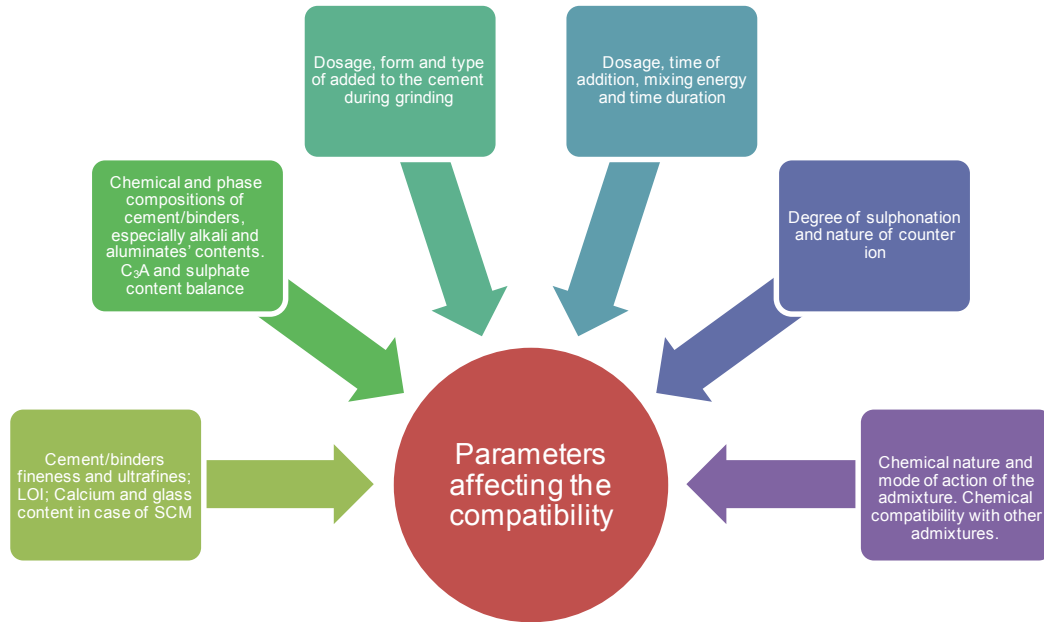 Dosage, form and type
of added to the cement
during grinding
Dosage, time of
addition, mixing energy
and time duration
Chemical and phase
compositions of
cement/binders,
especially alkali and
aluminates’ contents.
C₃A and sulphate
content balance
Degree of sulphonation
and nature of counter
ion
Cement/binders
fineness and ultrafines;
LOI; Calcium and glass
content in case of SCM
Parameters
affecting the
compatibility
Chemical nature and
mode of action of the
admixture. Chemical
compatibility with other
admixtures.